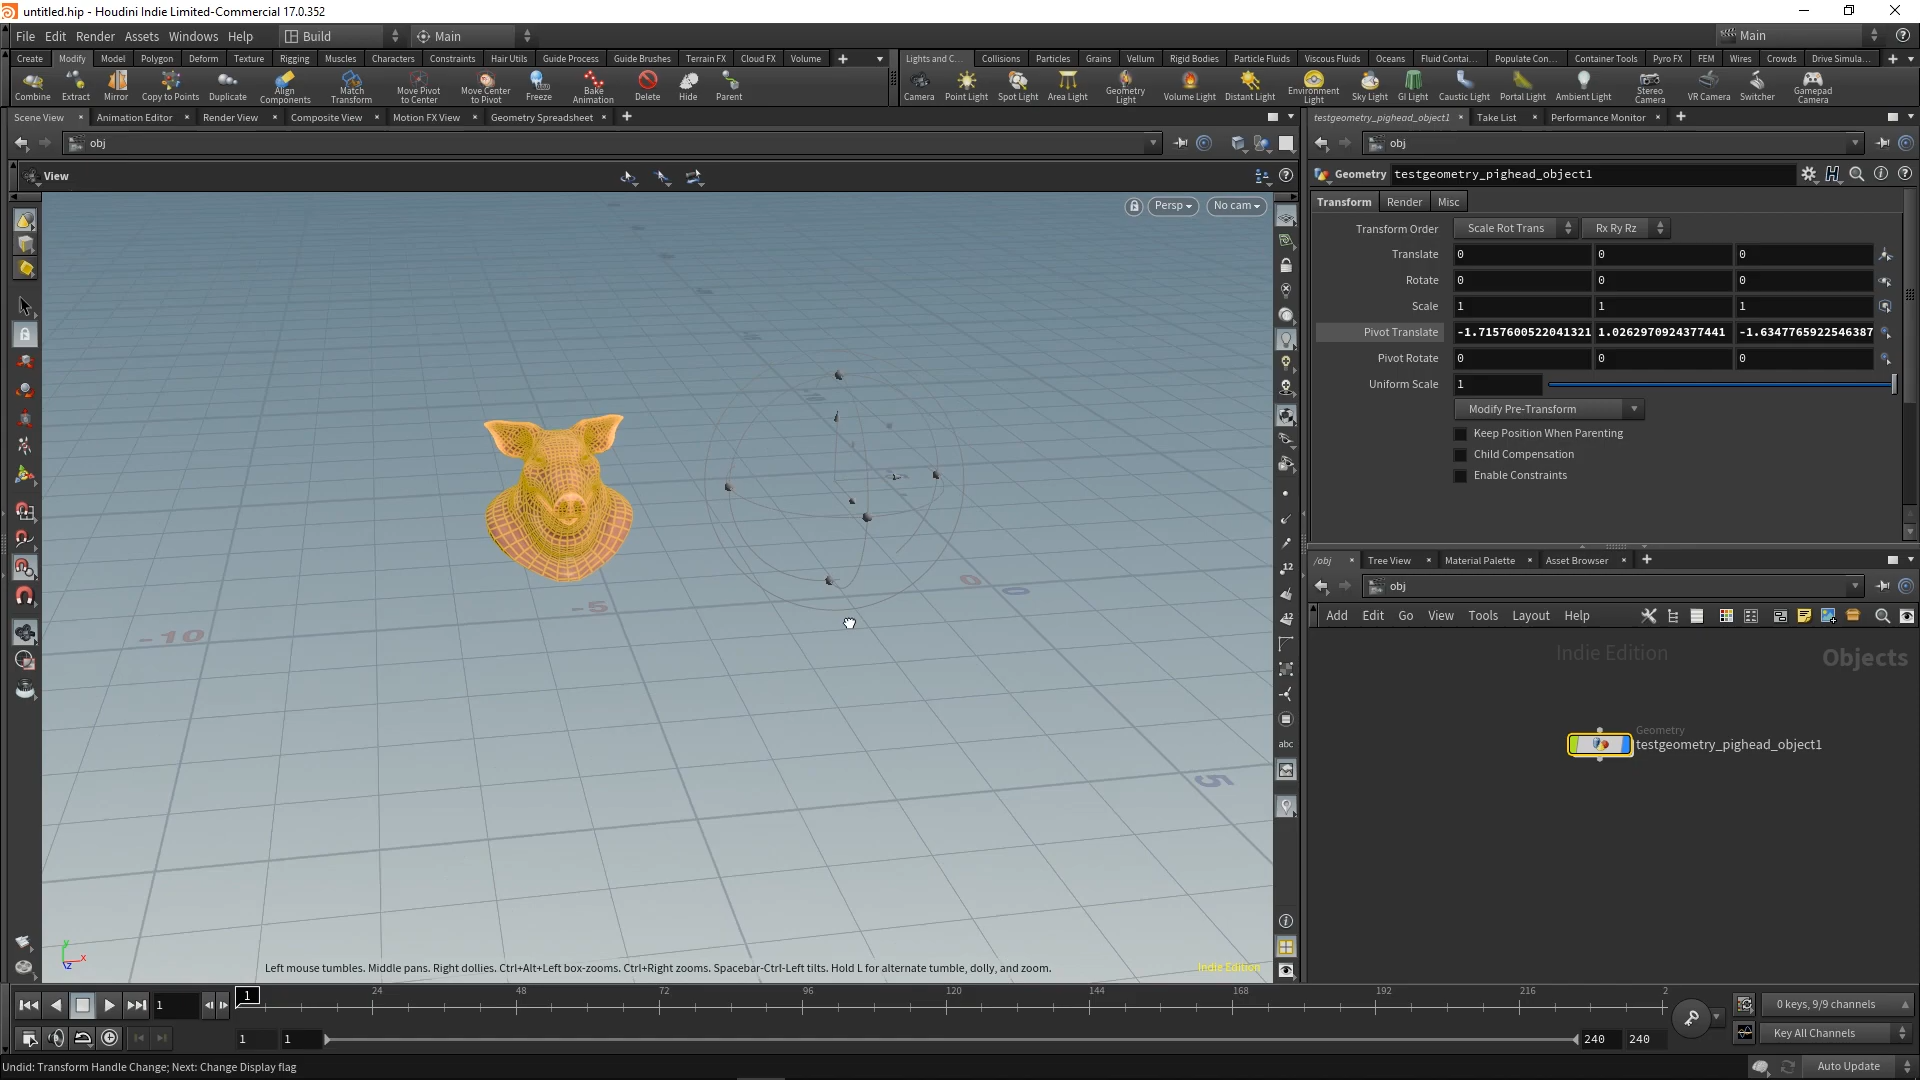 untitled.hip - Houdini Indie Limited-Commercial 17.0.352
File Edit Render Assets Windows Help Build Main Main
Create Modify Model Polygon Deform Texture Rigging Muscles Characters Constraints Hair Utils Guide Process Guide Brushes Terrain FX Cloud FX Volume
Lights and C... Collisions Particles Grains Vellum Rigid Bodies Particle Fluids Viscous Fluids Oceans Fluid Contai... Populate Con... Container Tools Pyro FX FEM Wires Crowds Drive Simula...
Combine Extract Mirror Copy to Points Duplicate Align Components Match Transform Move Pivot to Center Move Center to Pivot Freeze Bake Animation Delete Hide Parent
Camera Point Light Spot Light Area Light Geometry Light Volume Light Distant Light Environment Light Sky Light GI Light Caustic Light Portal Light Ambient Light Stereo Camera VR Camera Switcher Gamepad Camera
Scene View Animation Editor Render View Composite View Motion FX View Geometry Spreadsheet
obj
View
Persp No cam
-10
-5
0
0
5
12
42
abc
y
x
z
Left mouse tumbles. Middle pans. Right dollies. Ctrl+Alt+Left box-zooms. Ctrl+Right zooms. Spacebar-Ctrl-Left tilts. Hold L for alternate tumble, dolly, and zoom.
Indie Edition
testgeometry_pighead_object1 Take List Performance Monitor
obj
Geometry testgeometry_pighead_object1
Transform Render Misc
Transform Order Scale Rot Trans Rx Ry Rz
Translate 0 0 0
Rotate 0 0 0
Scale 1 1 1
Pivot Translate -1.7157600522041321 1.0262970924377441 -1.6347765922546387
Pivot Rotate 0 0 0
Uniform Scale 1
Modify Pre-Transform
Keep Position When Parenting
Child Compensation
Enable Constraints
/obj Tree View Material Palette Asset Browser
obj
Add Edit Go View Tools Layout Help
Indie Edition Objects
Geometry
testgeometry_pighead_object1
1 1 24 48 72 96 120 144 168 192 216 2
0 keys, 9/9 channels
1 1 240 240
Key All Channels
Undid: Transform Handle Change; Next: Change Display flag
Auto Update